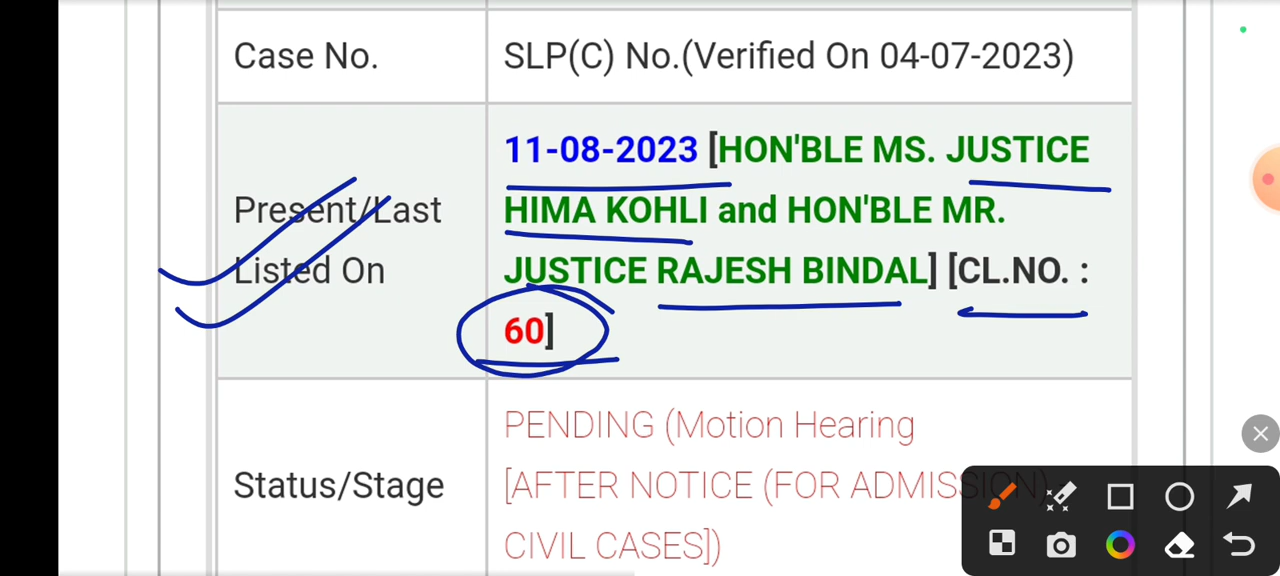 Case No.
SLP(C) No.(Verified On 04-07-2023)
Present/Last
Listed On
11-08-2023 [HON'BLE MS. JUSTICE
HIMA KOHLI and HON'BLE MR.
JUSTICE RAJESH BINDAL] [CL.NO. :
60]
Status/Stage
PENDING (Motion Hearing
[AFTER NOTICE (FOR ADMISSION) -
CIVIL CASES])